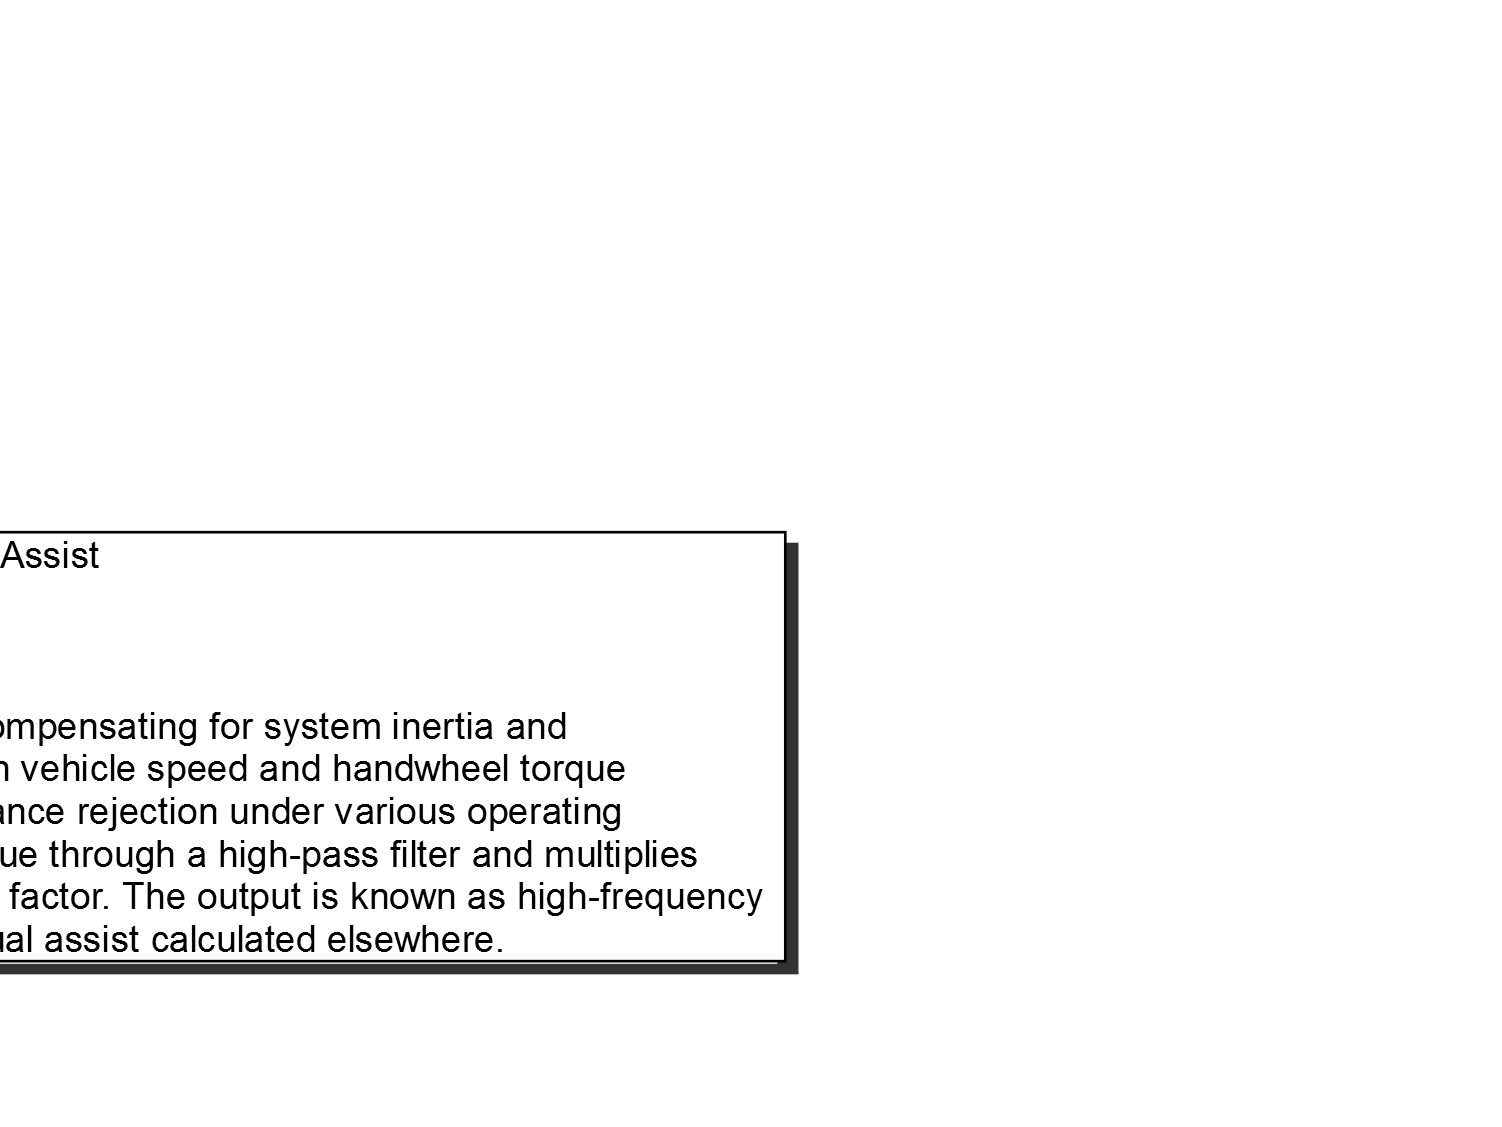 Assist
ompensating for system inertia and
vehicle speed and handwheel torque
ance rejection under various operating
ue through a high-pass filter and multiplies
factor. The output is known as high-frequency
ual assist calculated elsewhere.